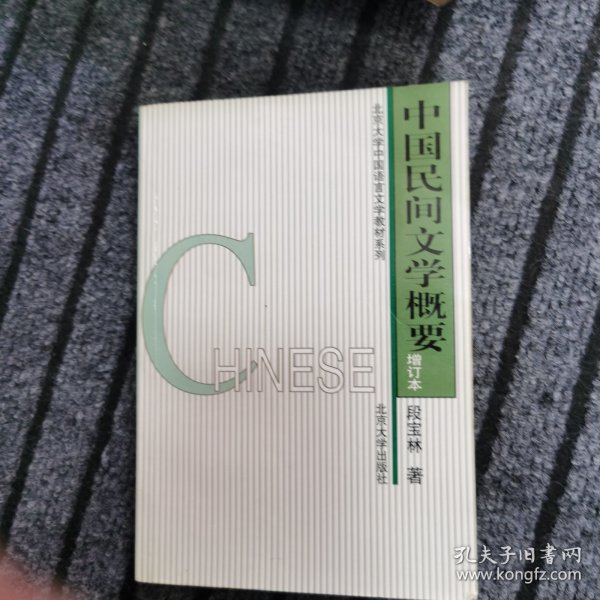 中国民间文学概要
增订本
段宝林 著
北京大学中国语言文学教材系列
CHINESE
北京大学出版社
孔夫子旧书网
www.kongfz.com